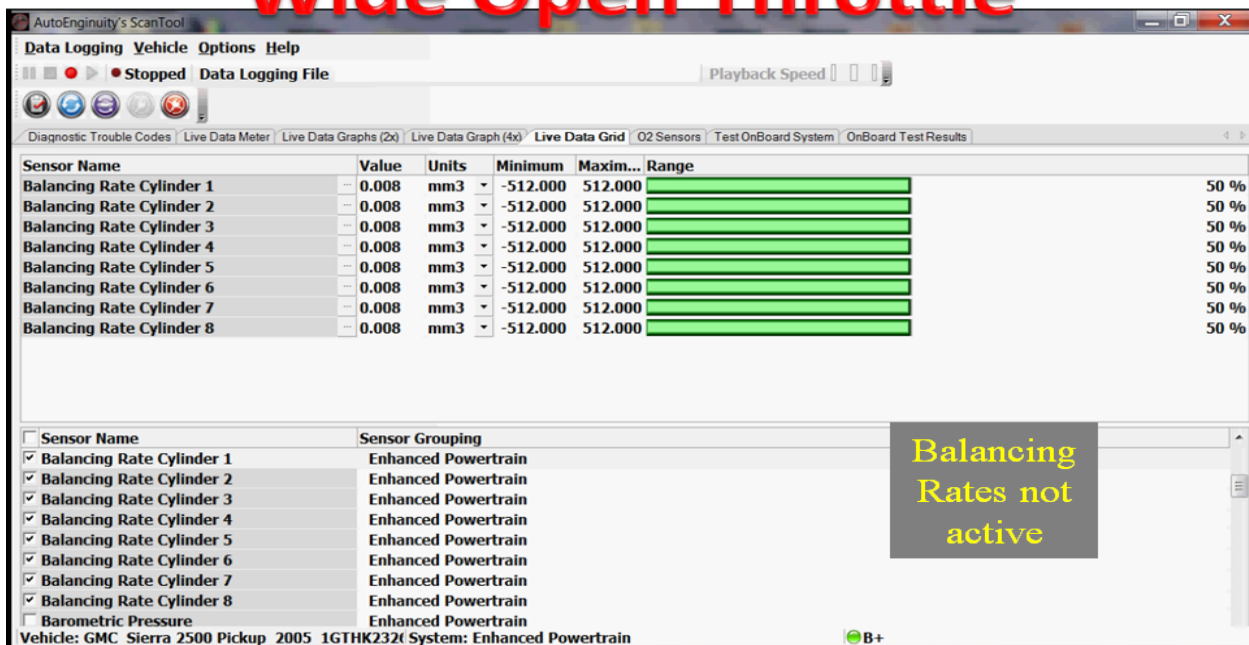 Wide Open Throttle
AutoEnginuity's ScanTool
Data Logging Vehicle Options Help
Stopped Data Logging File Playback Speed
Diagnostic Trouble Codes Live Data Meter Live Data Graphs (2x) Live Data Graph (4x) Live Data Grid O2 Sensors Test OnBoard System OnBoard Test Results
Sensor Name Value Units Minimum Maxim... Range
Balancing Rate Cylinder 1 ... 0.008 mm3 -512.000 512.000 50 %
Balancing Rate Cylinder 2 ... 0.008 mm3 -512.000 512.000 50 %
Balancing Rate Cylinder 3 ... 0.008 mm3 -512.000 512.000 50 %
Balancing Rate Cylinder 4 ... 0.008 mm3 -512.000 512.000 50 %
Balancing Rate Cylinder 5 ... 0.008 mm3 -512.000 512.000 50 %
Balancing Rate Cylinder 6 ... 0.008 mm3 -512.000 512.000 50 %
Balancing Rate Cylinder 7 ... 0.008 mm3 -512.000 512.000 50 %
Balancing Rate Cylinder 8 ... 0.008 mm3 -512.000 512.000 50 %
Sensor Name Sensor Grouping
Balancing Rate Cylinder 1 Enhanced Powertrain
Balancing Rate Cylinder 2 Enhanced Powertrain
Balancing Rate Cylinder 3 Enhanced Powertrain
Balancing Rate Cylinder 4 Enhanced Powertrain
Balancing Rate Cylinder 5 Enhanced Powertrain
Balancing Rate Cylinder 6 Enhanced Powertrain
Balancing Rate Cylinder 7 Enhanced Powertrain
Balancing Rate Cylinder 8 Enhanced Powertrain
Barometric Pressure Enhanced Powertrain
Balancing
Rates not
active
Vehicle: GMC Sierra 2500 Pickup 2005 1GTHK232( System: Enhanced Powertrain B+